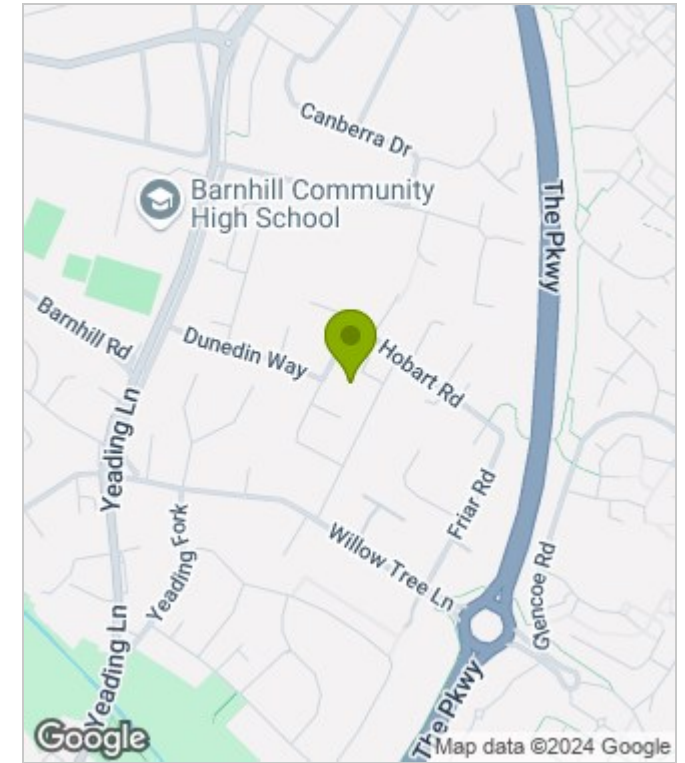 Canberra Dr
Barnhill Community
High School
The Pkwy
Barnhill Rd
Dunedin Way
Hobart Rd
Yeading Ln
Friar Rd
Yeading Fork
Willow Tree Ln
Glencoe Rd
Yeading Ln
The Pkwy
Google
Map data ©2024 Google